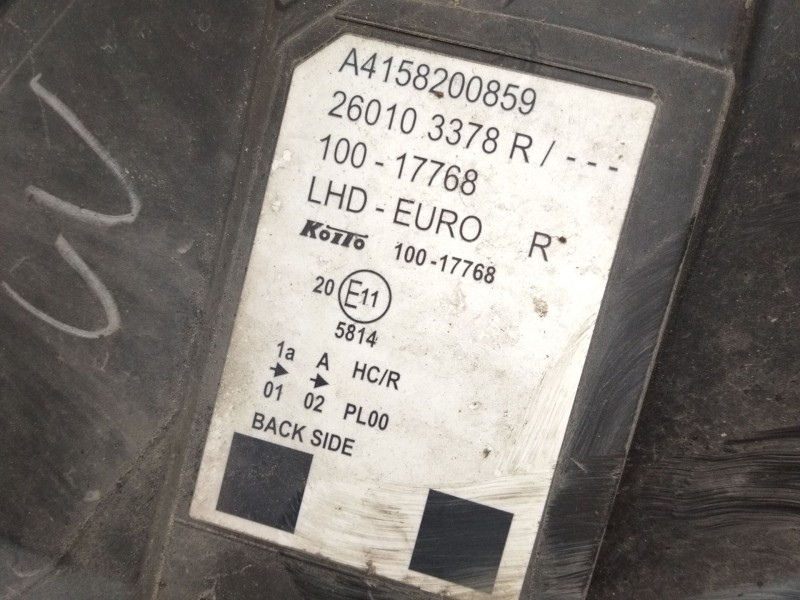 A4158200859
26010 3378 R / - - -
100 - 17768
LHD - EURO R
KOITO 100 -17768
20 E11
5814
1a A HC/R
01 02 PL00
BACK SIDE